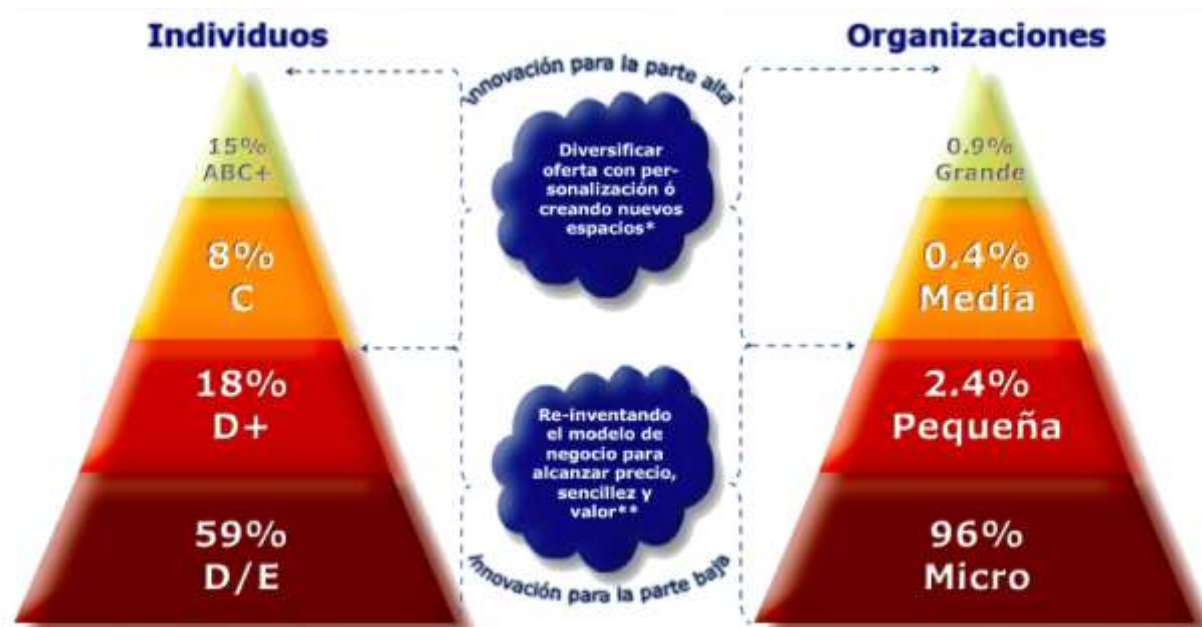 Individuos
15%
ABC+
8%
C
18%
D+
59%
D/E
Innovación para la parte alta
Diversificar
oferta con per-
sonalización ó
creando nuevos
espacios*
Re-inventando
el modelo de
negocio para
alcanzar precio,
sencillez y
valor**
Innovación para la parte baja
Organizaciones
0.9%
Grande
0.4%
Media
2.4%
Pequeña
96%
Micro